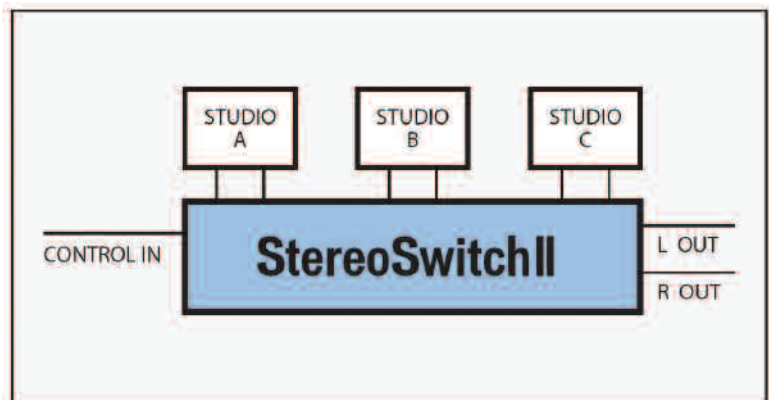 STUDIO
A
STUDIO
B
STUDIO
C
CONTROL IN
StereoSwitchII
L OUT
R OUT